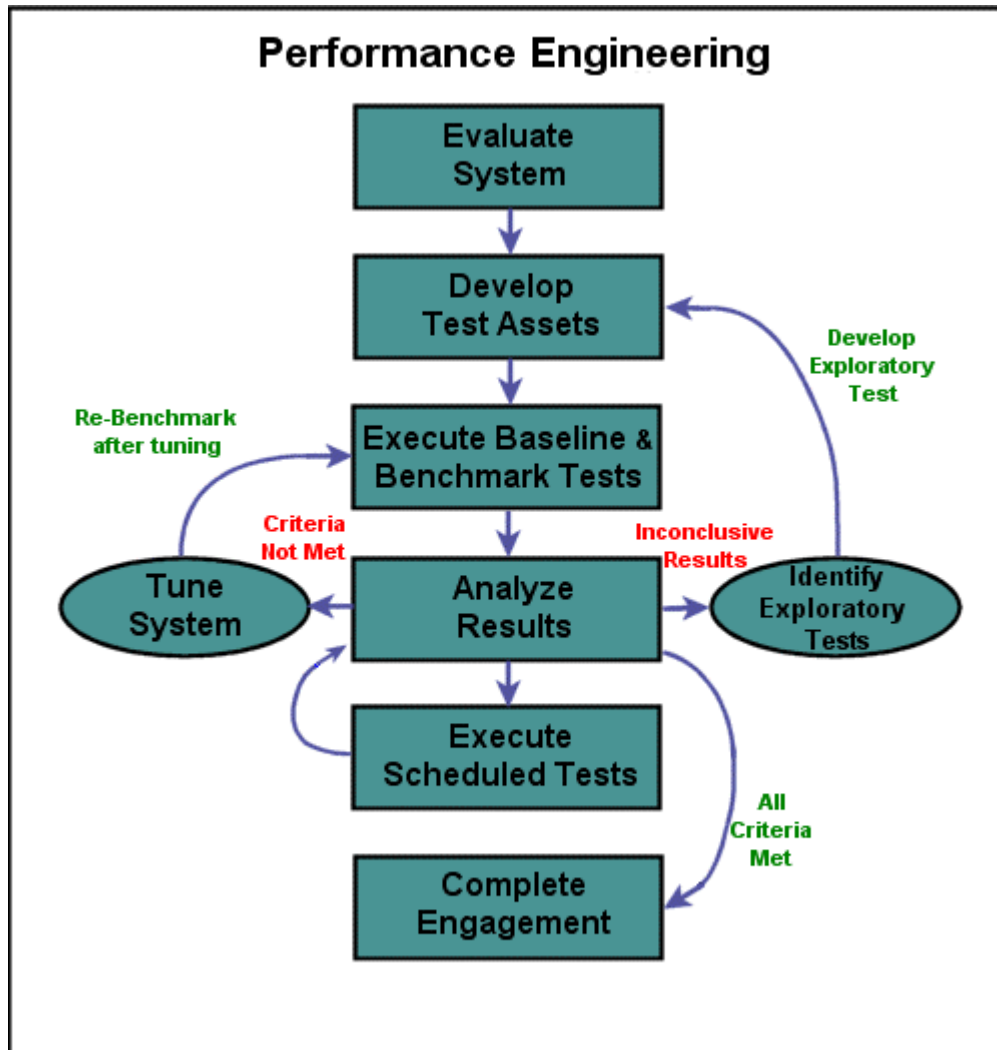 Performance Engineering
Evaluate
System
Develop
Test Assets
Develop
Exploratory
Test
Re-Benchmark
after tuning
Execute Baseline &
Benchmark Tests
Criteria
Not Met
Inconclusive
Results
Tune
System
Analyze
Results
Identify
Exploratory
Tests
Execute
Scheduled Tests
All
Criteria
Met
Complete
Engagement